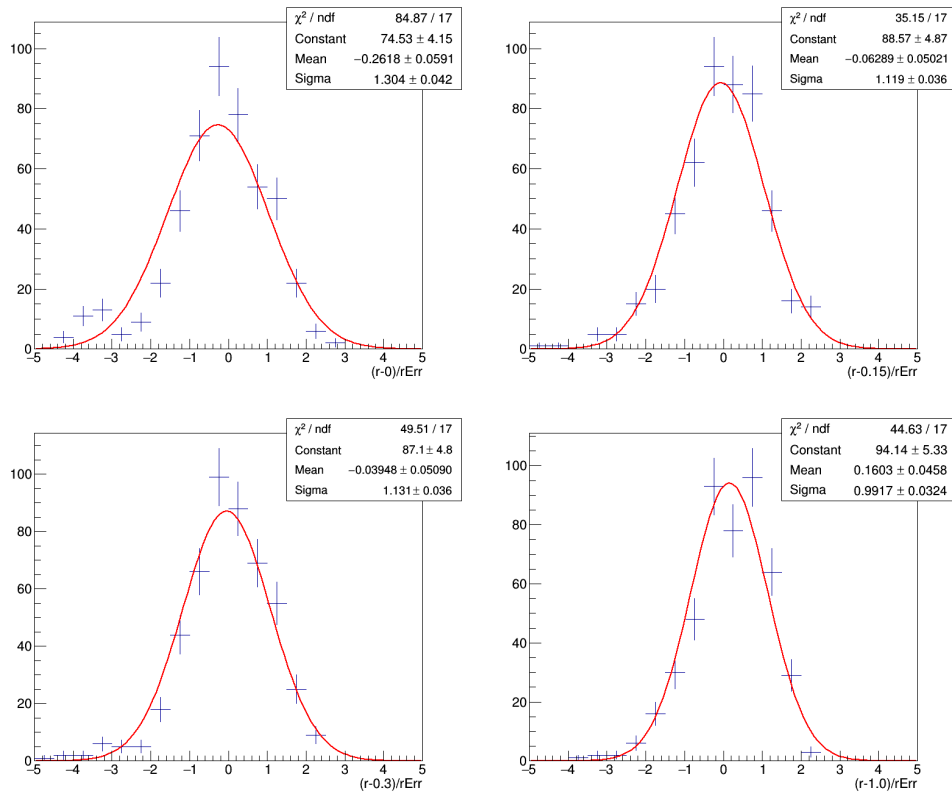 χ² / ndf 84.87 / 17
Constant 74.53 ± 4.15
Mean −0.2618 ± 0.0591
Sigma 1.304 ± 0.042
100
80
60
40
20
0
−5 −4 −3 −2 −1 0 1 2 3 4 5
(r-0)/rErr
χ² / ndf 35.15 / 17
Constant 88.57 ± 4.87
Mean −0.06289 ± 0.05021
Sigma 1.119 ± 0.036
100
80
60
40
20
0
−5 −4 −3 −2 −1 0 1 2 3 4 5
(r-0.15)/rErr
χ² / ndf 49.51 / 17
Constant 87.1 ± 4.8
Mean −0.03948 ± 0.05090
Sigma 1.131 ± 0.036
100
80
60
40
20
0
−5 −4 −3 −2 −1 0 1 2 3 4 5
(r-0.3)/rErr
χ² / ndf 44.63 / 17
Constant 94.14 ± 5.33
Mean 0.1603 ± 0.0458
Sigma 0.9917 ± 0.0324
100
80
60
40
20
0
−5 −4 −3 −2 −1 0 1 2 3 4 5
(r-1.0)/rErr